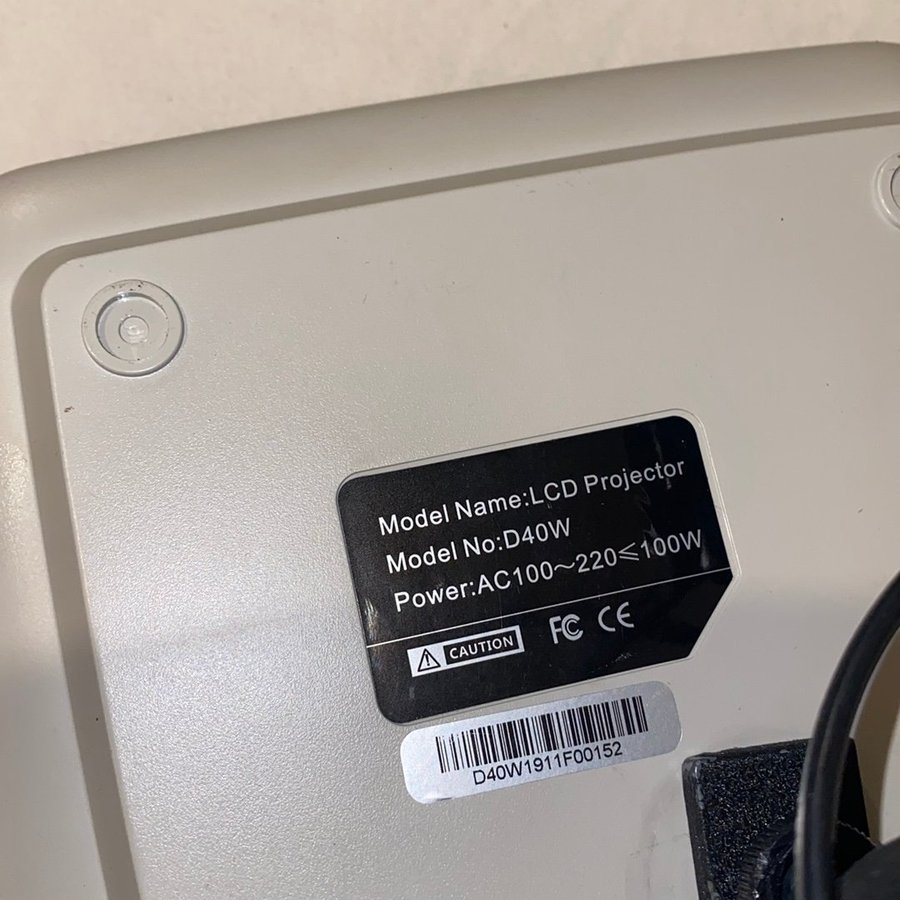 Model Name:LCD Projector
Model No:D40W
Power:AC100～220≤100W
CAUTION FC CE
D40W1911F00152